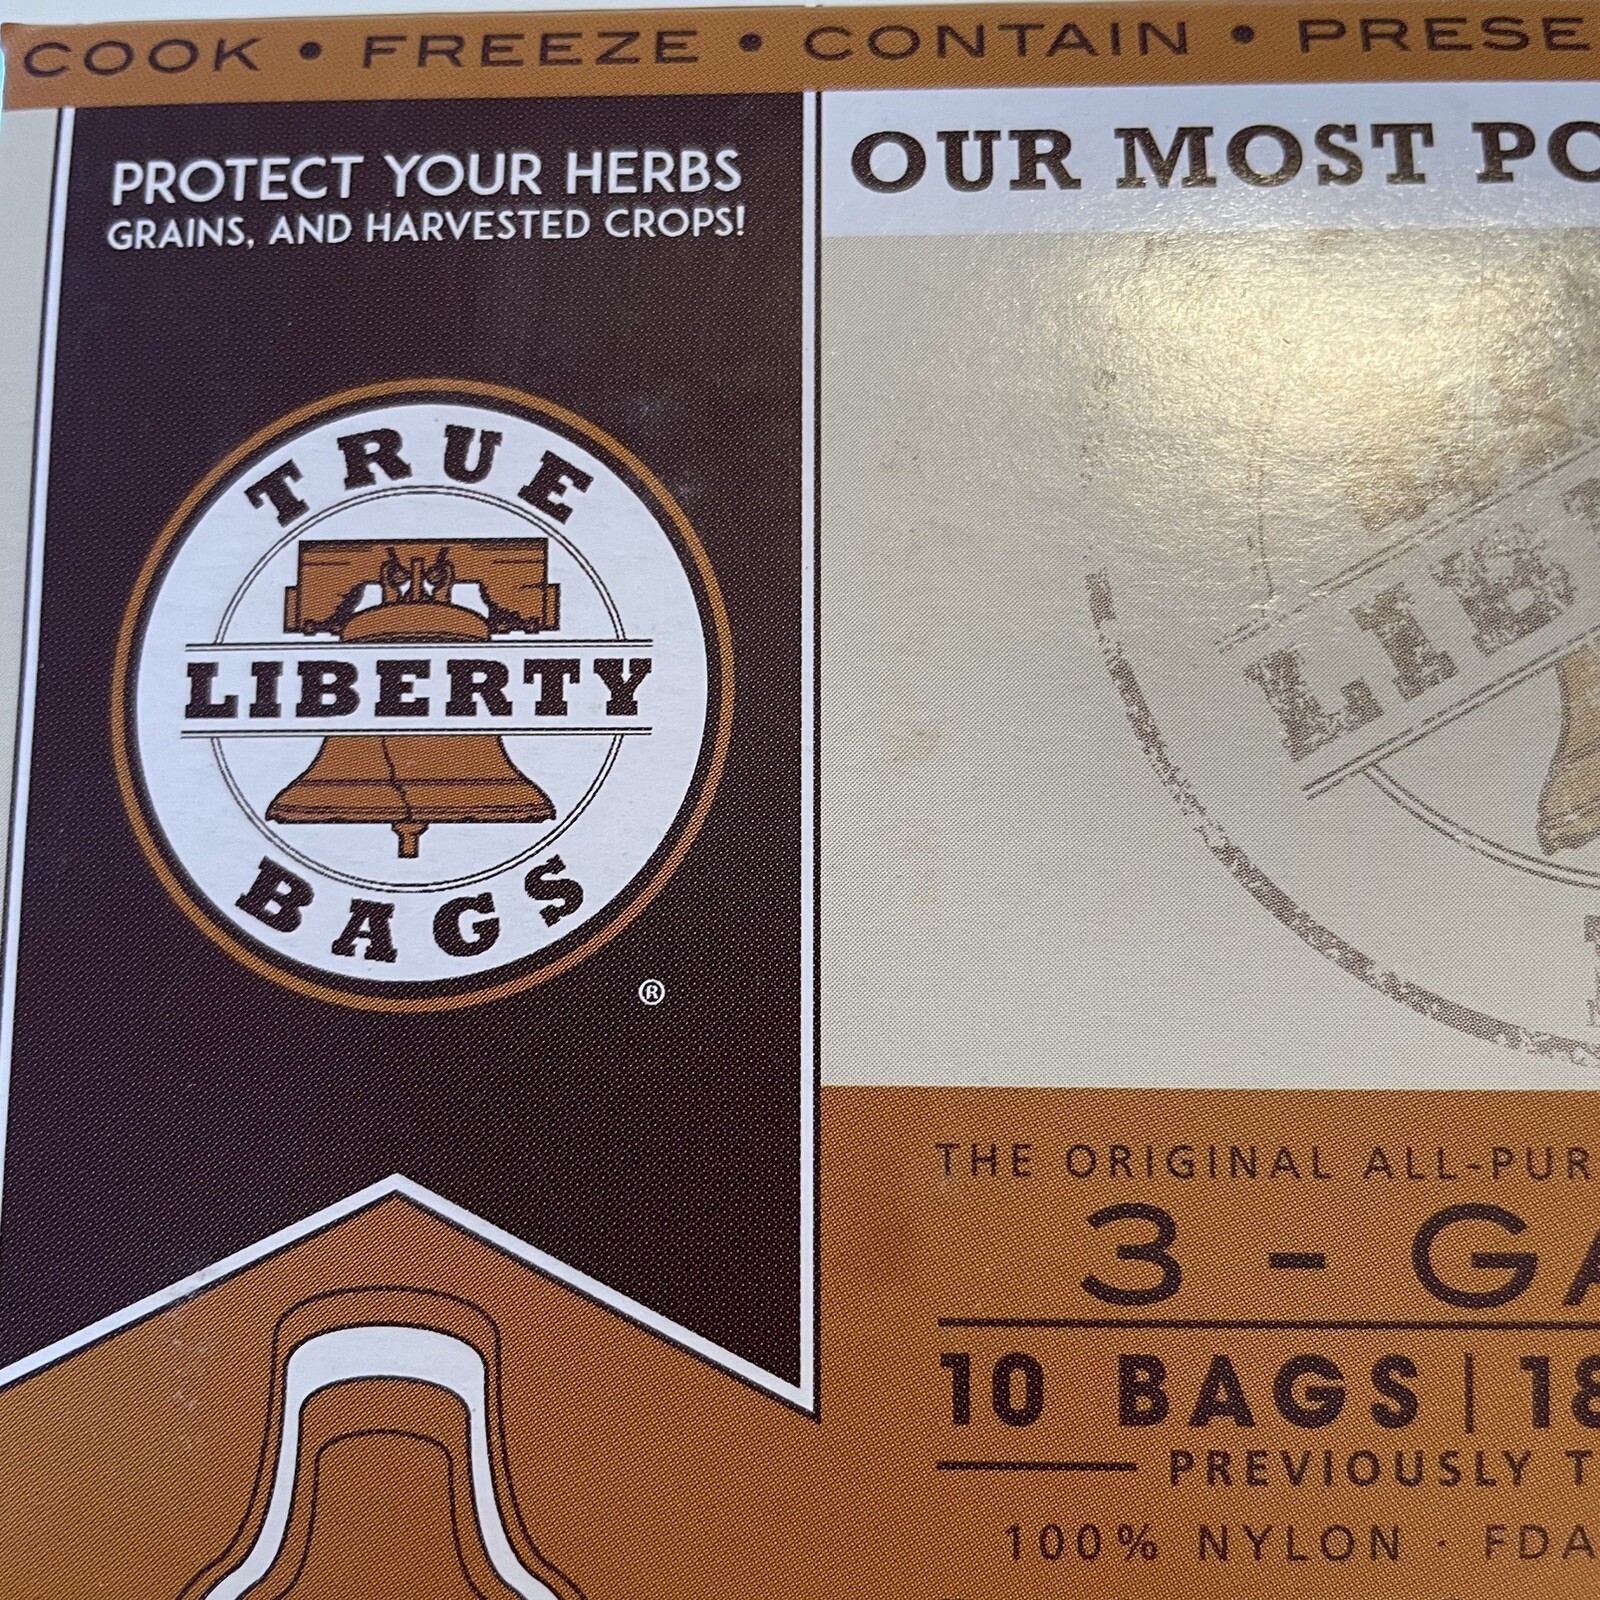 COOK • FREEZE • CONTAIN • PRESE
PROTECT YOUR HERBS
GRAINS, AND HARVESTED CROPS!
TRUE
LIBERTY
BAGS
®
OUR MOST PO
LIBE
THE ORIGINAL ALL-PUR
3 - GA
10 BAGS | 18
PREVIOUSLY T
100% NYLON · FDA